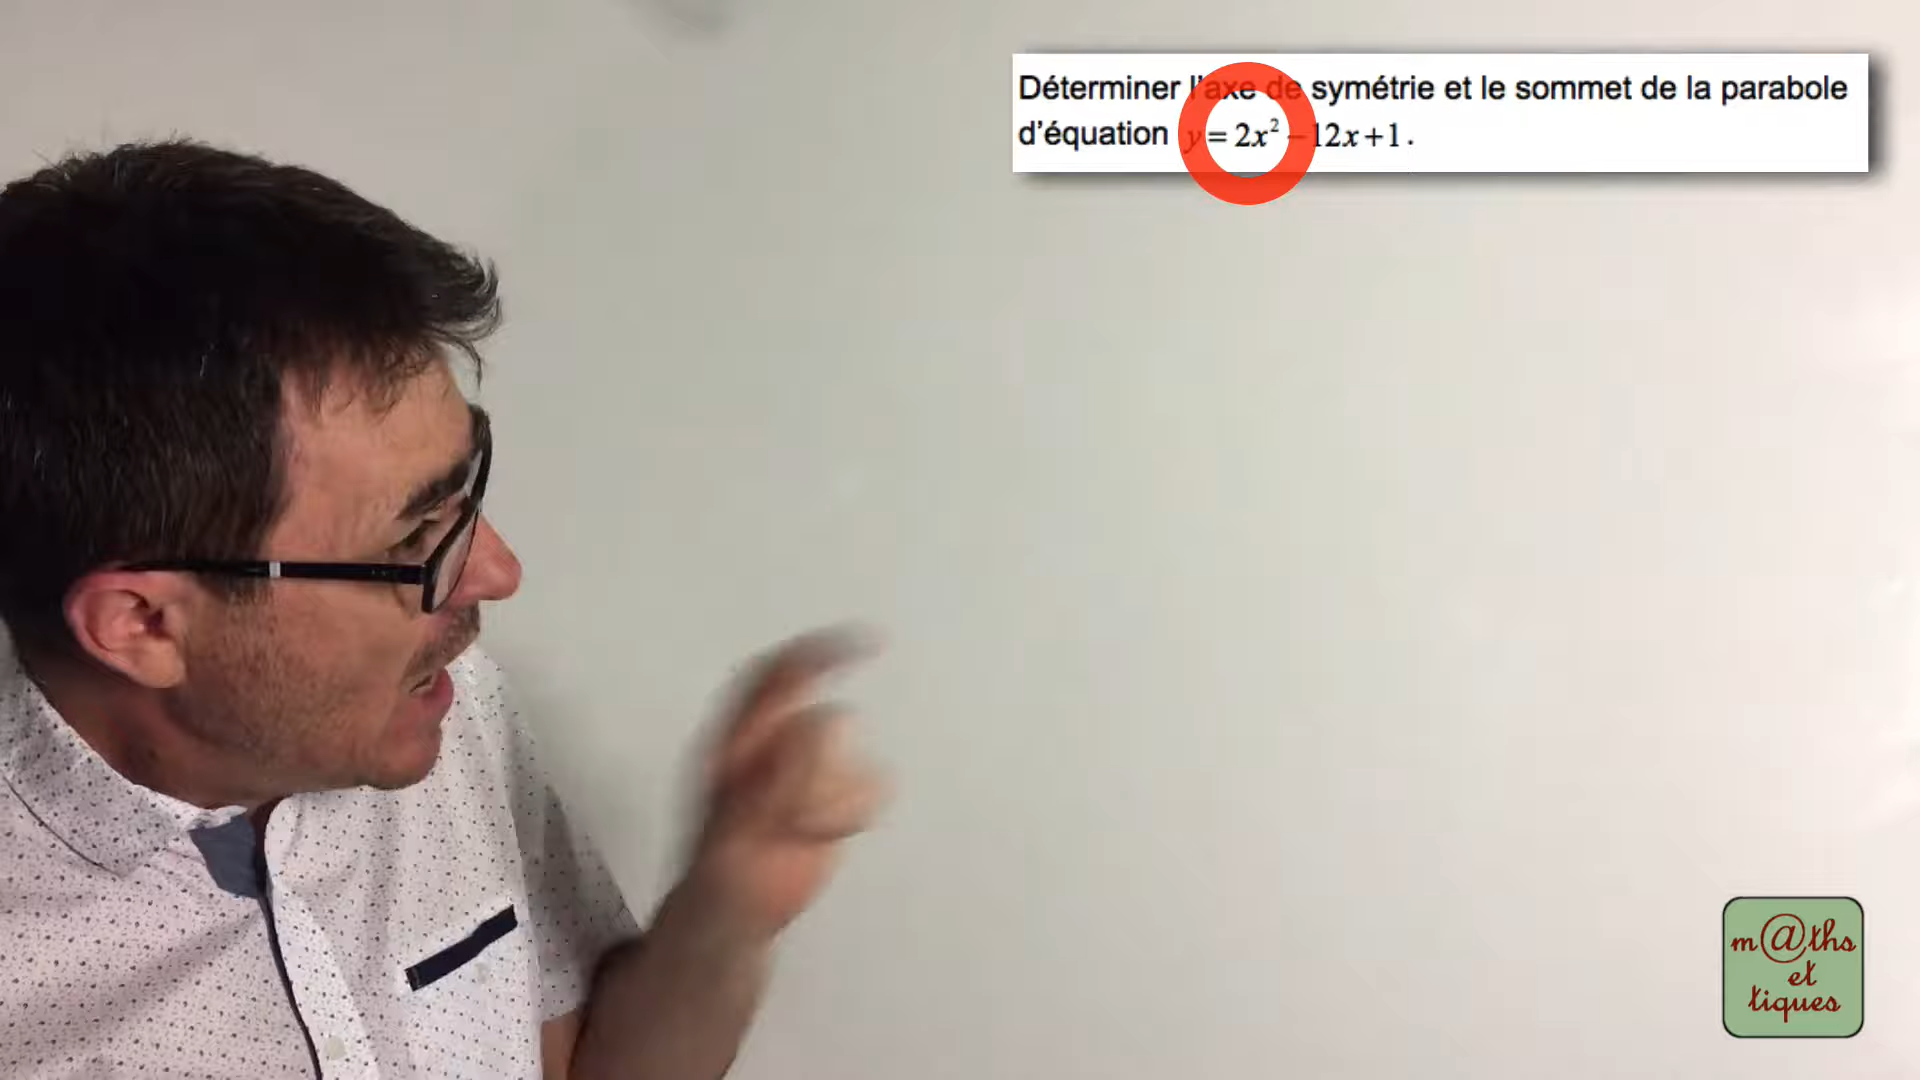 Déterminer l'axe de symétrie et le sommet de la parabole
d'équation y = 2x² − 12x + 1.
m@ths
et
tiques